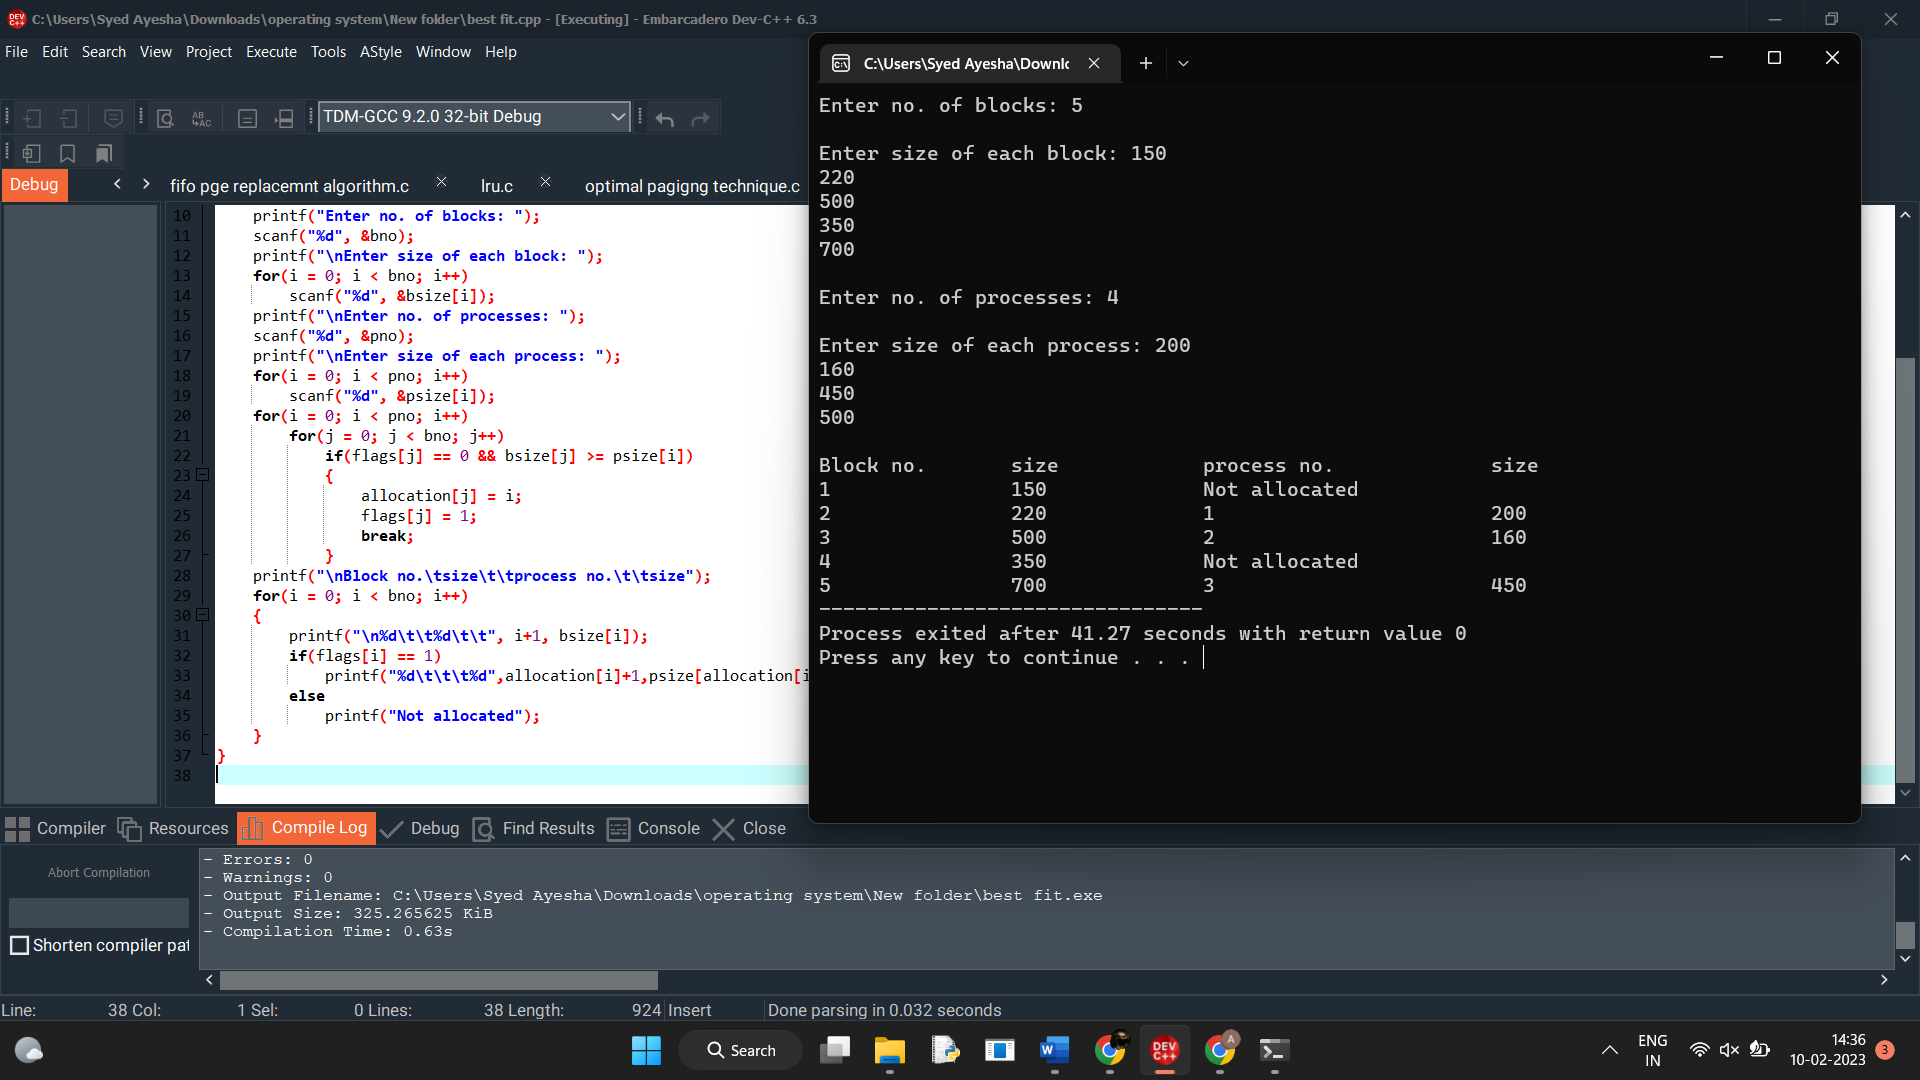 C:\Users\Syed Ayesha\Downloads\operating system\New folder\best fit.cpp - [Executing] - Embarcadero Dev-C++ 6.3
File Edit Search View Project Execute Tools AStyle Window Help
TDM-GCC 9.2.0 32-bit Debug
Debug
fifo pge replacemnt algorithm.c
lru.c
optimal pagigng technique.c
10 printf("Enter no. of blocks: ");
11 scanf("%d", &bno);
12 printf("\nEnter size of each block: ");
13 for(i = 0; i < bno; i++)
14 scanf("%d", &bsize[i]);
15 printf("\nEnter no. of processes: ");
16 scanf("%d", &pno);
17 printf("\nEnter size of each process: ");
18 for(i = 0; i < pno; i++)
19 scanf("%d", &psize[i]);
20 for(i = 0; i < pno; i++)
21 for(j = 0; j < bno; j++)
22 if(flags[j] == 0 && bsize[j] >= psize[i])
23 {
24 allocation[j] = i;
25 flags[j] = 1;
26 break;
27 }
28 printf("\nBlock no.\tsize\t\tprocess no.\t\tsize");
29 for(i = 0; i < bno; i++)
30 {
31 printf("\n%d\t\t%d\t\t", i+1, bsize[i]);
32 if(flags[i] == 1)
33 printf("%d\t\t\t%d",allocation[i]+1,psize[allocation[i
34 else
35 printf("Not allocated");
36 }
37 }
38
C:\Users\Syed Ayesha\Downlo
Enter no. of blocks: 5
Enter size of each block: 150
220
500
350
700
Enter no. of processes: 4
Enter size of each process: 200
160
450
500
Block no. size process no. size
1 150 Not allocated
2 220 1 200
3 500 2 160
4 350 Not allocated
5 700 3 450
--------------------------------
Process exited after 41.27 seconds with return value 0
Press any key to continue . . .
Compiler Resources Compile Log Debug Find Results Console Close
Abort Compilation
Shorten compiler pat
- Errors: 0
- Warnings: 0
- Output Filename: C:\Users\Syed Ayesha\Downloads\operating system\New folder\best fit.exe
- Output Size: 325.265625 KiB
- Compilation Time: 0.63s
Line: 38 Col: 1 Sel: 0 Lines: 38 Length: 924 Insert Done parsing in 0.032 seconds
Search
ENG
IN
14:36
10-02-2023
3